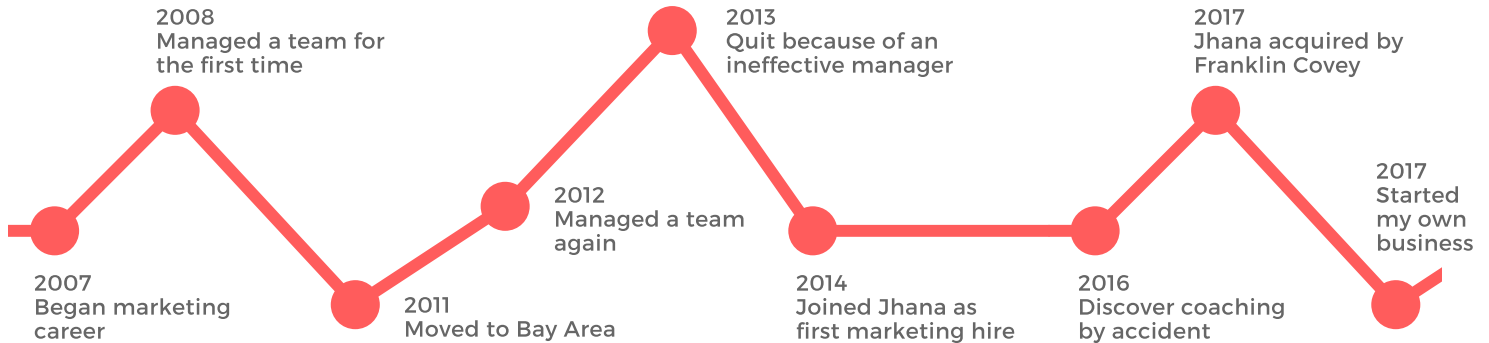 2007
Began marketing
career
2008
Managed a team for
the first time
2011
Moved to Bay Area
2012
Managed a team
again
2013
Quit because of an
ineffective manager
2014
Joined Jhana as
first marketing hire
2016
Discover coaching
by accident
2017
Jhana acquired by
Franklin Covey
2017
Started
my own
business